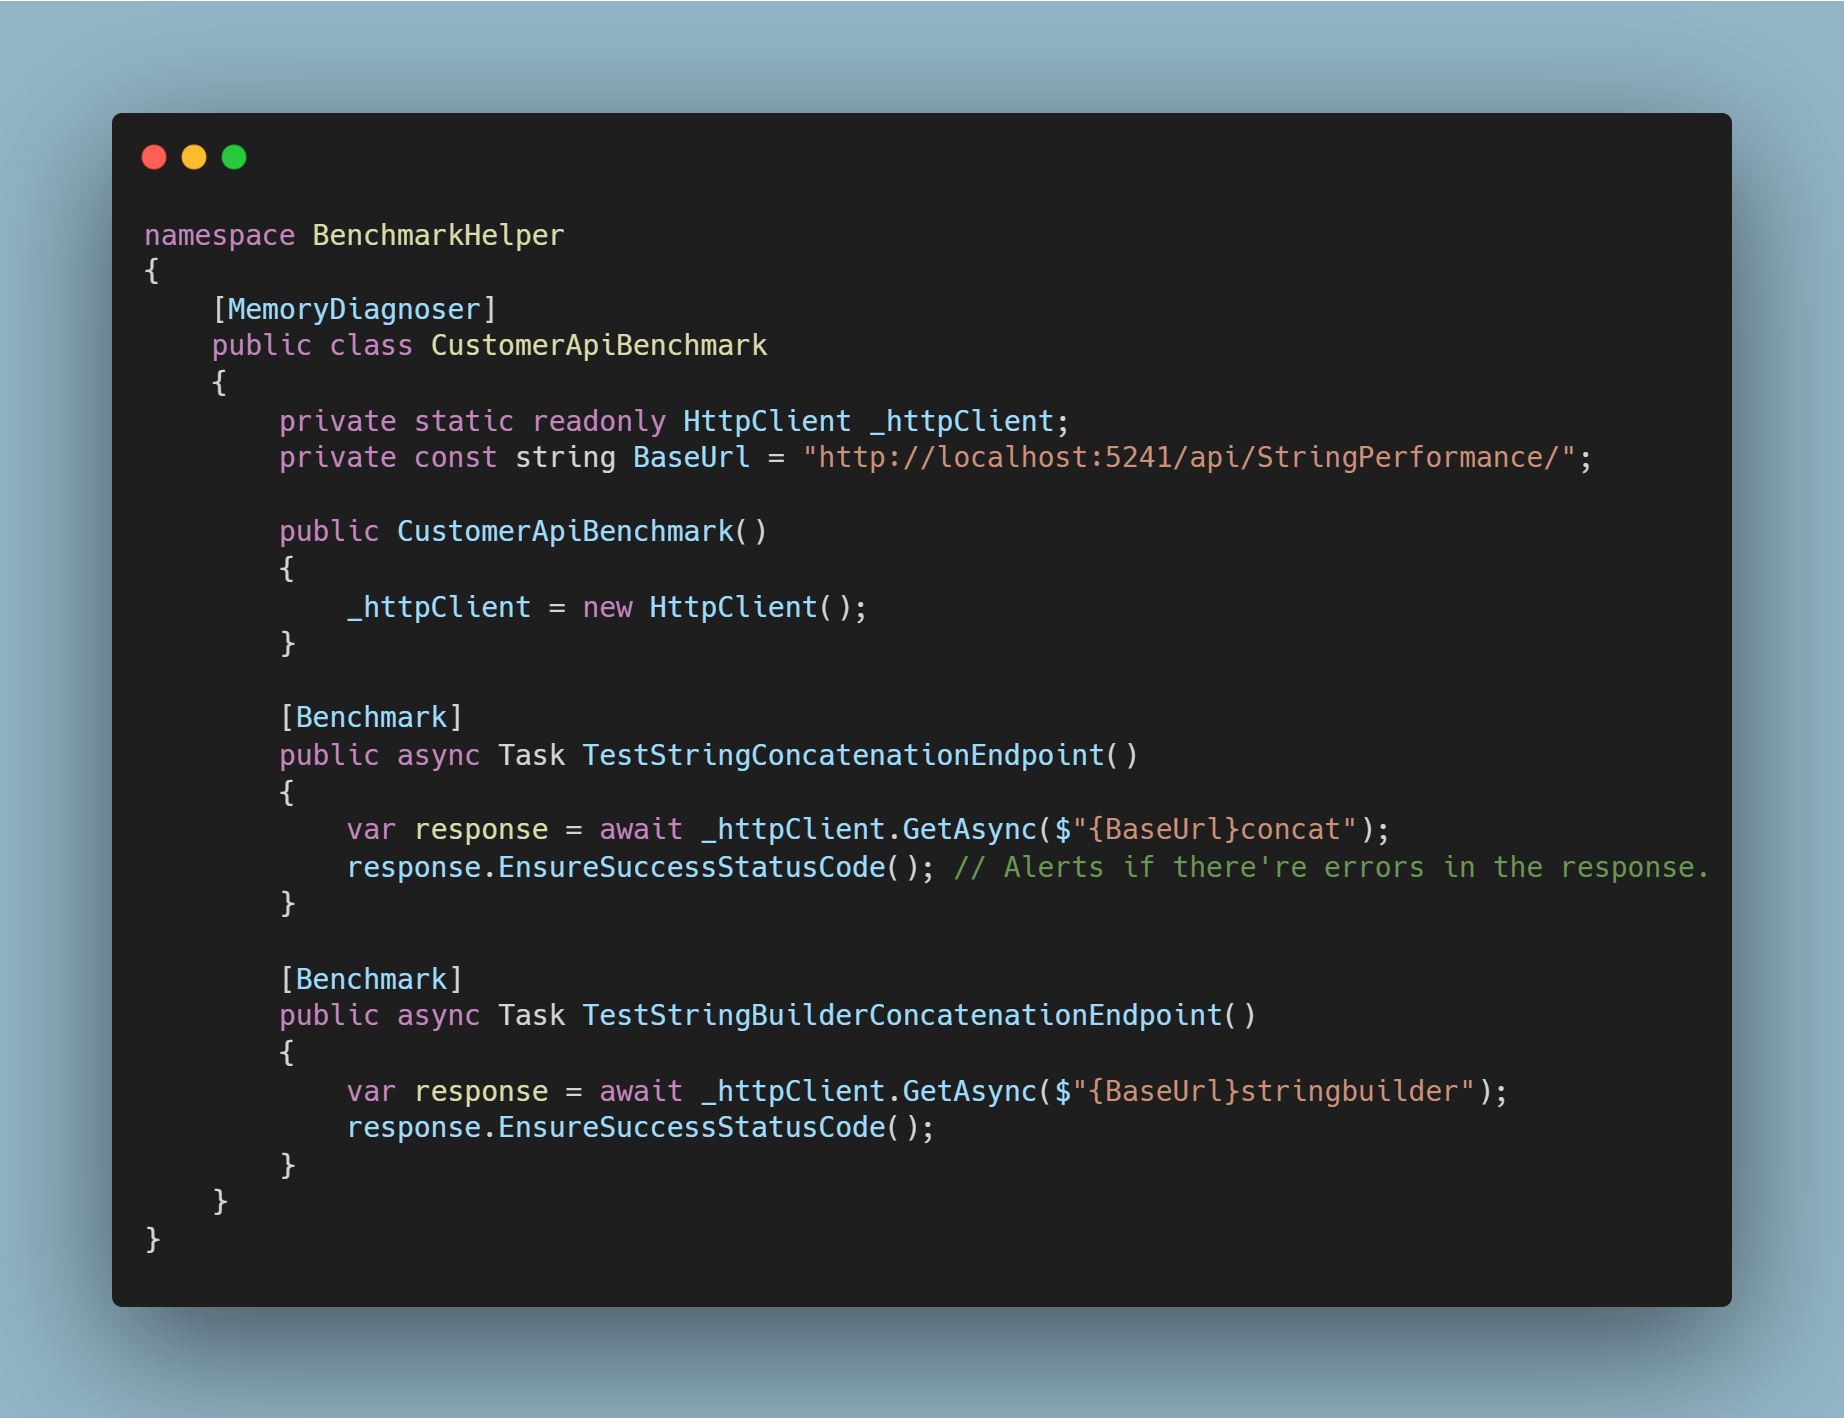 namespace BenchmarkHelper
{
    [MemoryDiagnoser]
    public class CustomerApiBenchmark
    {
        private static readonly HttpClient _httpClient;
        private const string BaseUrl = "http://localhost:5241/api/StringPerformance/";

        public CustomerApiBenchmark()
        {
            _httpClient = new HttpClient();
        }

        [Benchmark]
        public async Task TestStringConcatenationEndpoint()
        {
            var response = await _httpClient.GetAsync($"{BaseUrl}concat");
            response.EnsureSuccessStatusCode(); // Alerts if there're errors in the response.
        }

        [Benchmark]
        public async Task TestStringBuilderConcatenationEndpoint()
        {
            var response = await _httpClient.GetAsync($"{BaseUrl}stringbuilder");
            response.EnsureSuccessStatusCode();
        }
    }
}